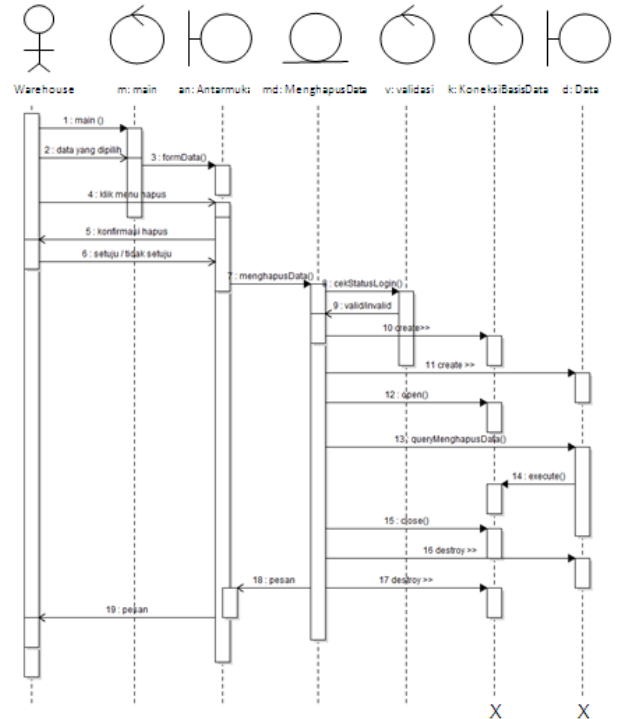 Warehouse
m: main
an: Antarmuka
md: MenghapusData
v: validasi
k: KoneksiBasisData
d: Data
1 : main ()
2 : data yang dipilih
3 : formData()
4 : klik menu hapus
5 : konfirmasi hapus
6 : setuju / tidak setuju
7 : menghapusData()
8 : cekStatusLogin()
9 : valid/invalid
10 create>>
11 create >>
12 : open()
13, queryMenghapusData()
14 : execute()
15 : close()
16 destroy >>
18 : pesan
17 destroy >>
19 : pesan
X
X